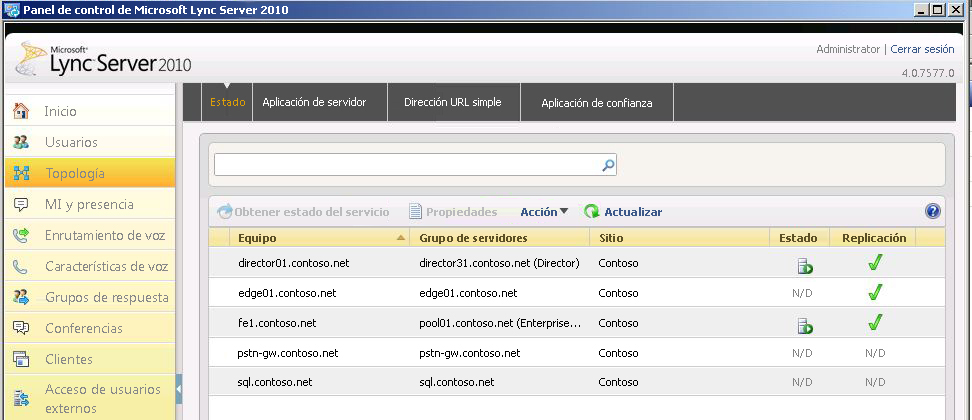 Panel de control de Microsoft Lync Server 2010
Microsoft®
Lync Server 2010
Administrator | Cerrar sesión
4.0.7577.0
Inicio
Usuarios
Topología
MI y presencia
Enrutamiento de voz
Características de voz
Grupos de respuesta
Conferencias
Clientes
Acceso de usuarios
externos
Estado Aplicación de servidor Dirección URL simple Aplicación de confianza
Obtener estado del servicio Propiedades Acción Actualizar
Equipo Grupo de servidores Sitio Estado Replicación
director01.contoso.net director31.contoso.net (Director) Contoso
edge01.contoso.net edge01.contoso.net Contoso N/D
fe1.contoso.net pool01.contoso.net (Enterprise... Contoso
pstn-gw.contoso.net pstn-gw.contoso.net Contoso N/D N/D
sql.contoso.net sql.contoso.net Contoso N/D N/D